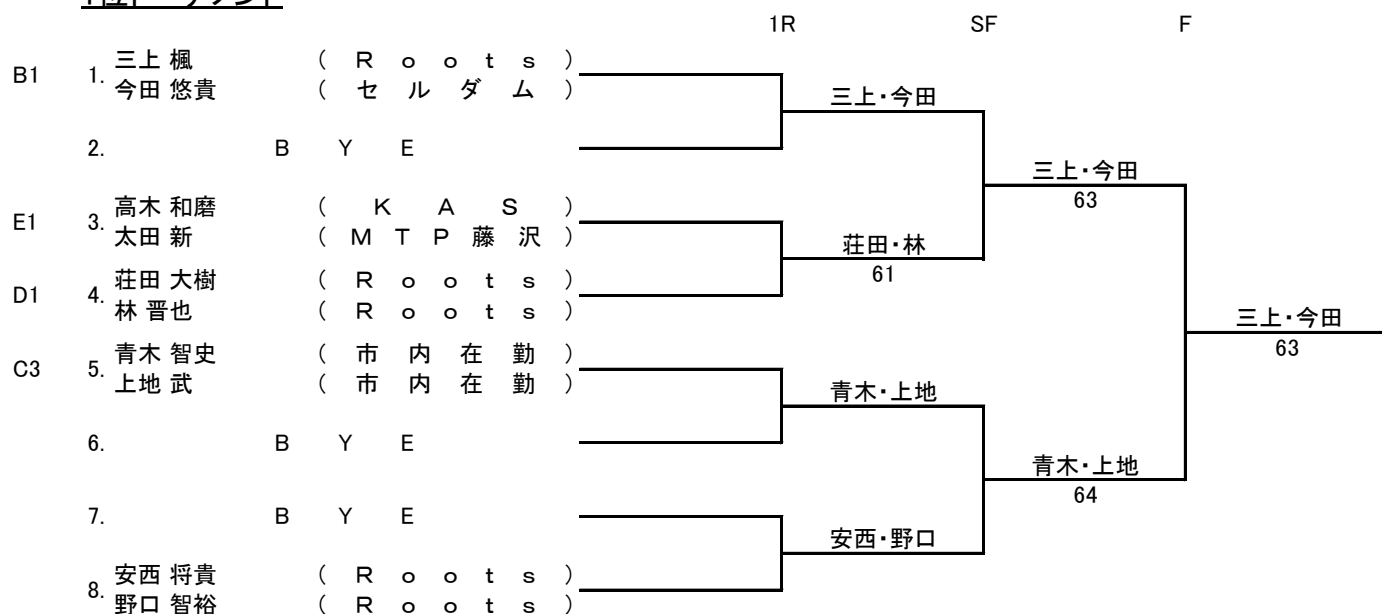 1R SF F
B1 1. 三上 楓 ( R o o t s )
今田 悠貴 ( セ ル ダ ム )
三上・今田
2. B Y E
三上・今田
63
E1 3. 高木 和磨 ( K A S )
太田 新 ( M T P 藤 沢 )
荘田・林
61
D1 4. 荘田 大樹 ( R o o t s )
林 晋也 ( R o o t s )
三上・今田
63
C3 5. 青木 智史 ( 市 内 在 勤 )
上地 武 ( 市 内 在 勤 )
青木・上地
6. B Y E
青木・上地
64
7. B Y E
安西・野口
8. 安西 将貴 ( R o o t s )
野口 智裕 ( R o o t s )